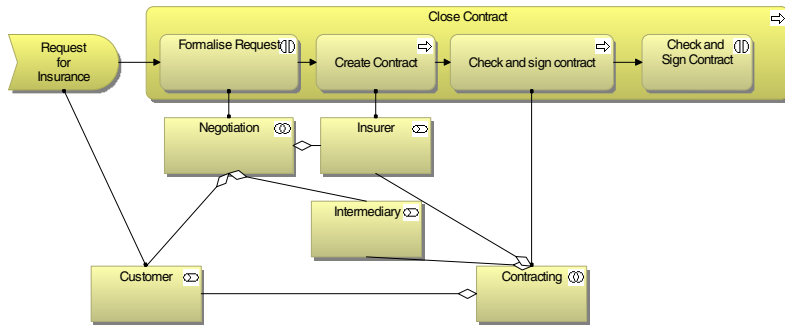 Close Contract
Request
for
Insurance
Formalise Request
Create Contract
Check and sign contract
Check and
Sign Contract
Negotiation
Insurer
Intermediary
Customer
Contracting